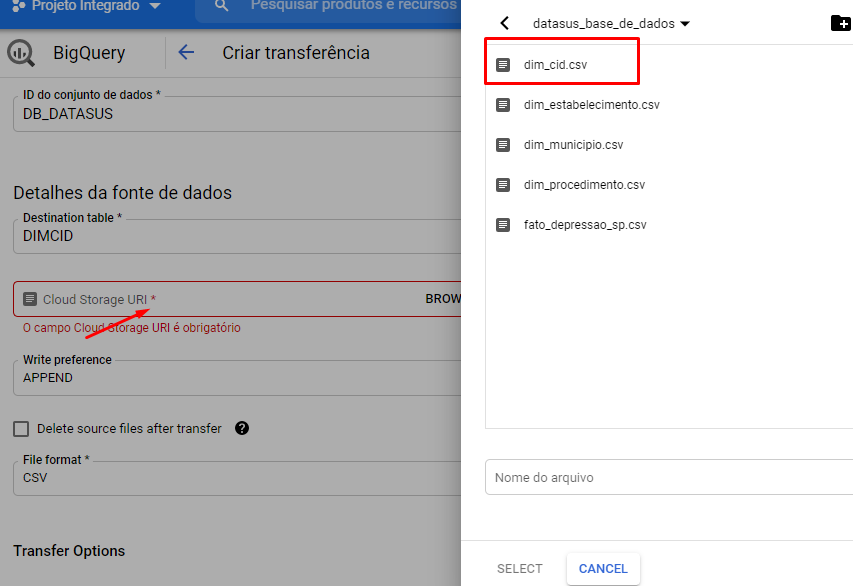 Projeto Integrado
Pesquisar produtos e recursos
BigQuery
Criar transferência
ID do conjunto de dados *
DB_DATASUS
Detalhes da fonte de dados
Destination table *
DIMCID
Cloud Storage URI *
BROW
O campo Cloud Storage URI é obrigatório
Write preference
APPEND
Delete source files after transfer
File format *
CSV
Transfer Options
datasus_base_de_dados
dim_cid.csv
dim_estabelecimento.csv
dim_municipio.csv
dim_procedimento.csv
fato_depressao_sp.csv
Nome do arquivo
SELECT
CANCEL